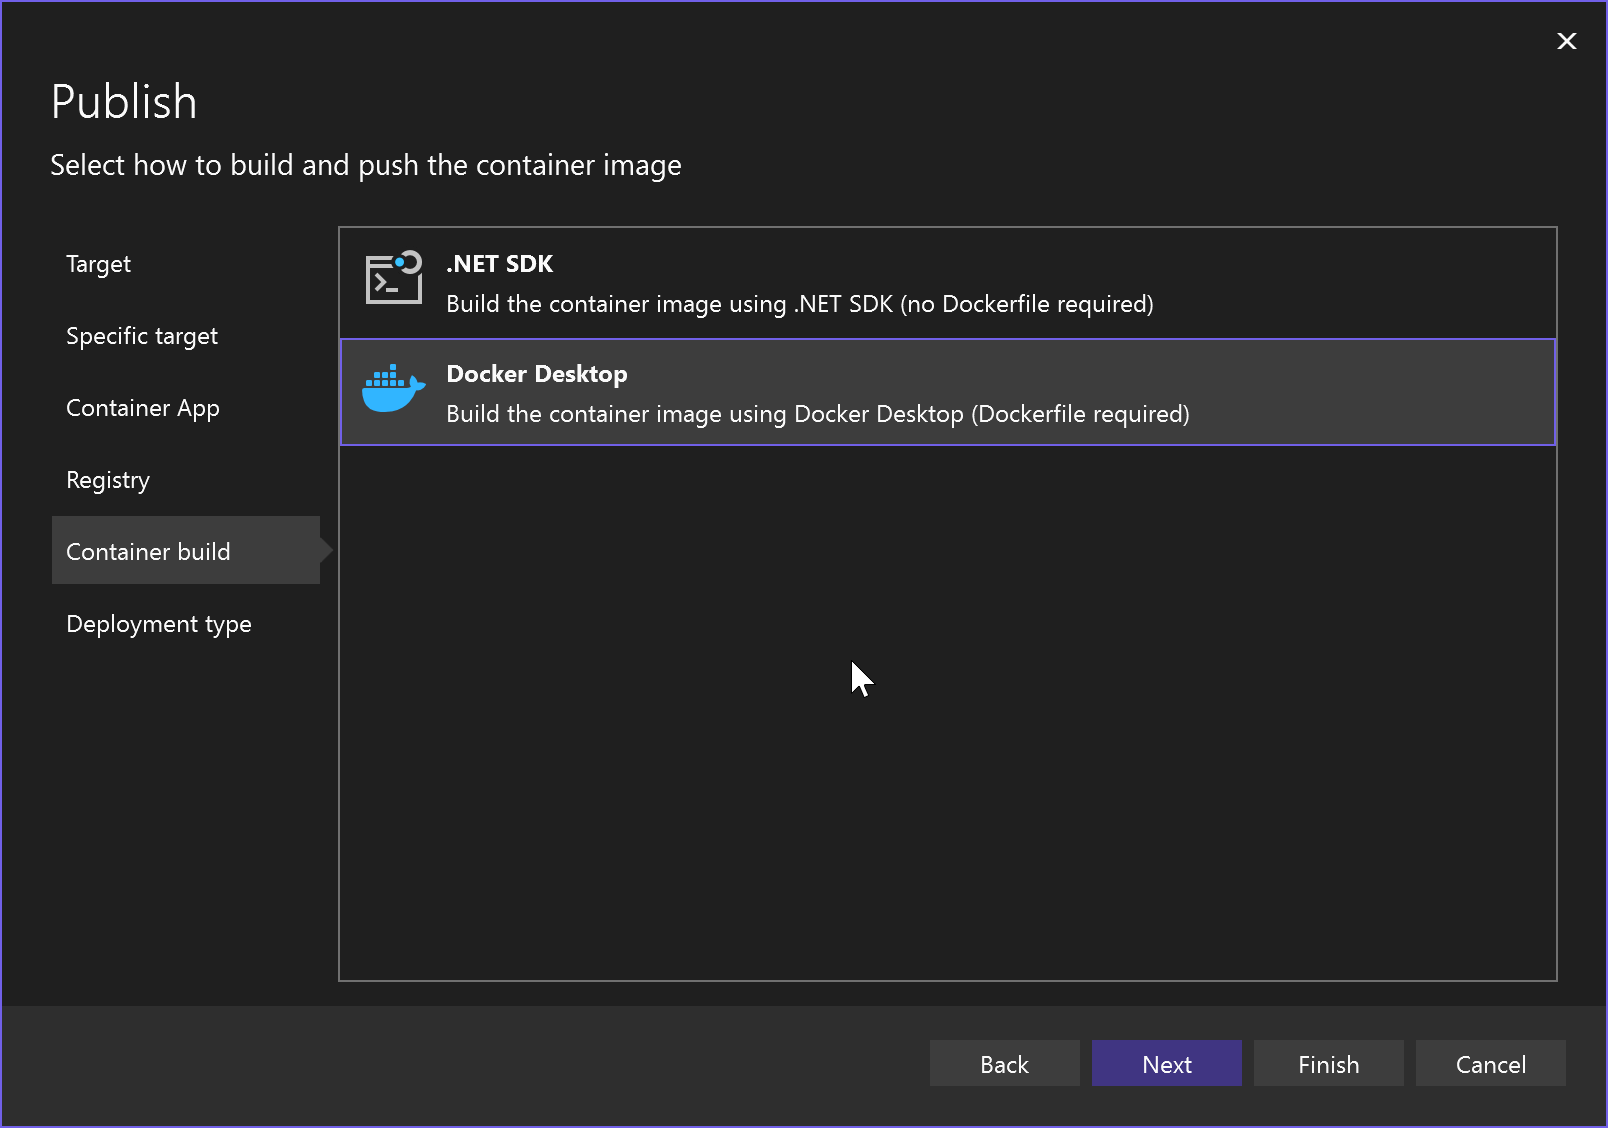 Publish
Select how to build and push the container image
Target
Specific target
Container App
Registry
Container build
Deployment type
.NET SDK
Build the container image using .NET SDK (no Dockerfile required)
Docker Desktop
Build the container image using Docker Desktop (Dockerfile required)
Back
Next
Finish
Cancel